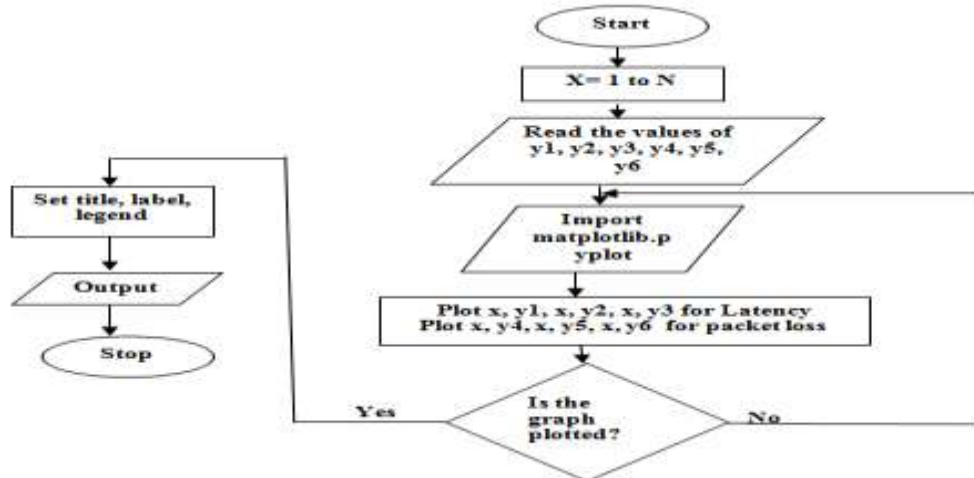 Start
X= 1 to N
Read the values of
y1, y2, y3, y4, y5,
y6
Import
matplotlib.p
yplot
Plot x, y1, x, y2, x, y3 for Latency
Plot x, y4, x, y5, x, y6 for packet loss
Is the
graph
plotted?
Yes
No
Set title, label,
legend
Output
Stop